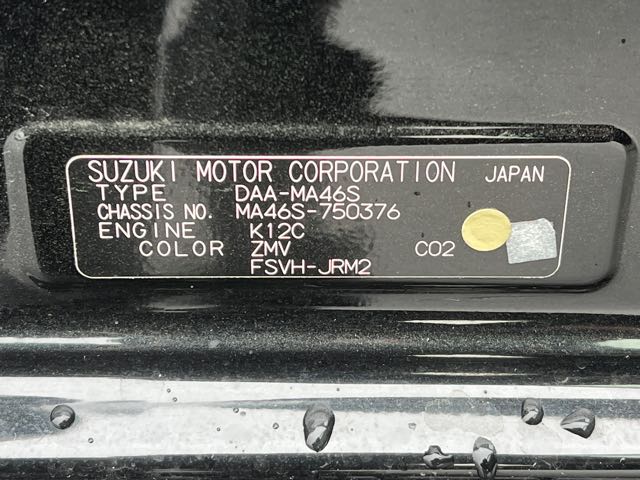 SUZUKI MOTOR CORPORATION JAPAN
TYPE DAA-MA46S
CHASSIS NO. MA46S-750376
ENGINE K12C
COLOR ZMV C02
FSVH-JRM2